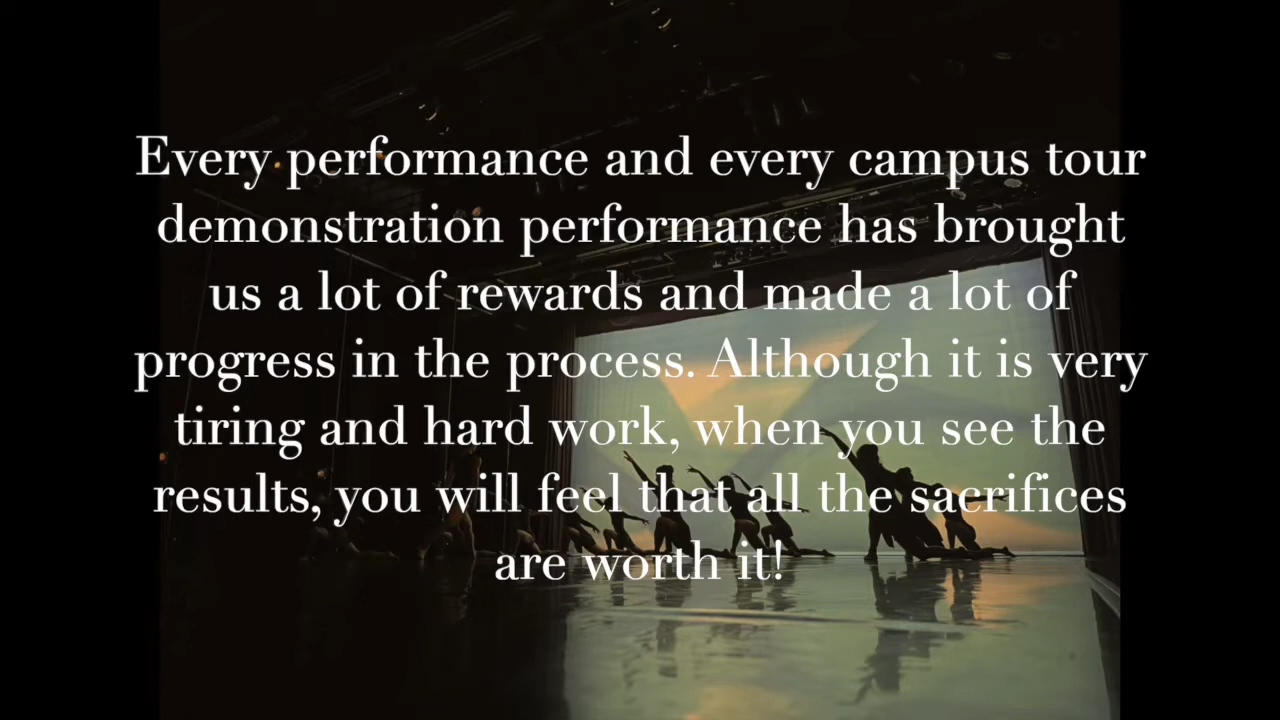 Every performance and every campus tour
demonstration performance has brought
us a lot of rewards and made a lot of
progress in the process. Although it is very
tiring and hard work, when you see the
results, you will feel that all the sacrifices
are worth it!